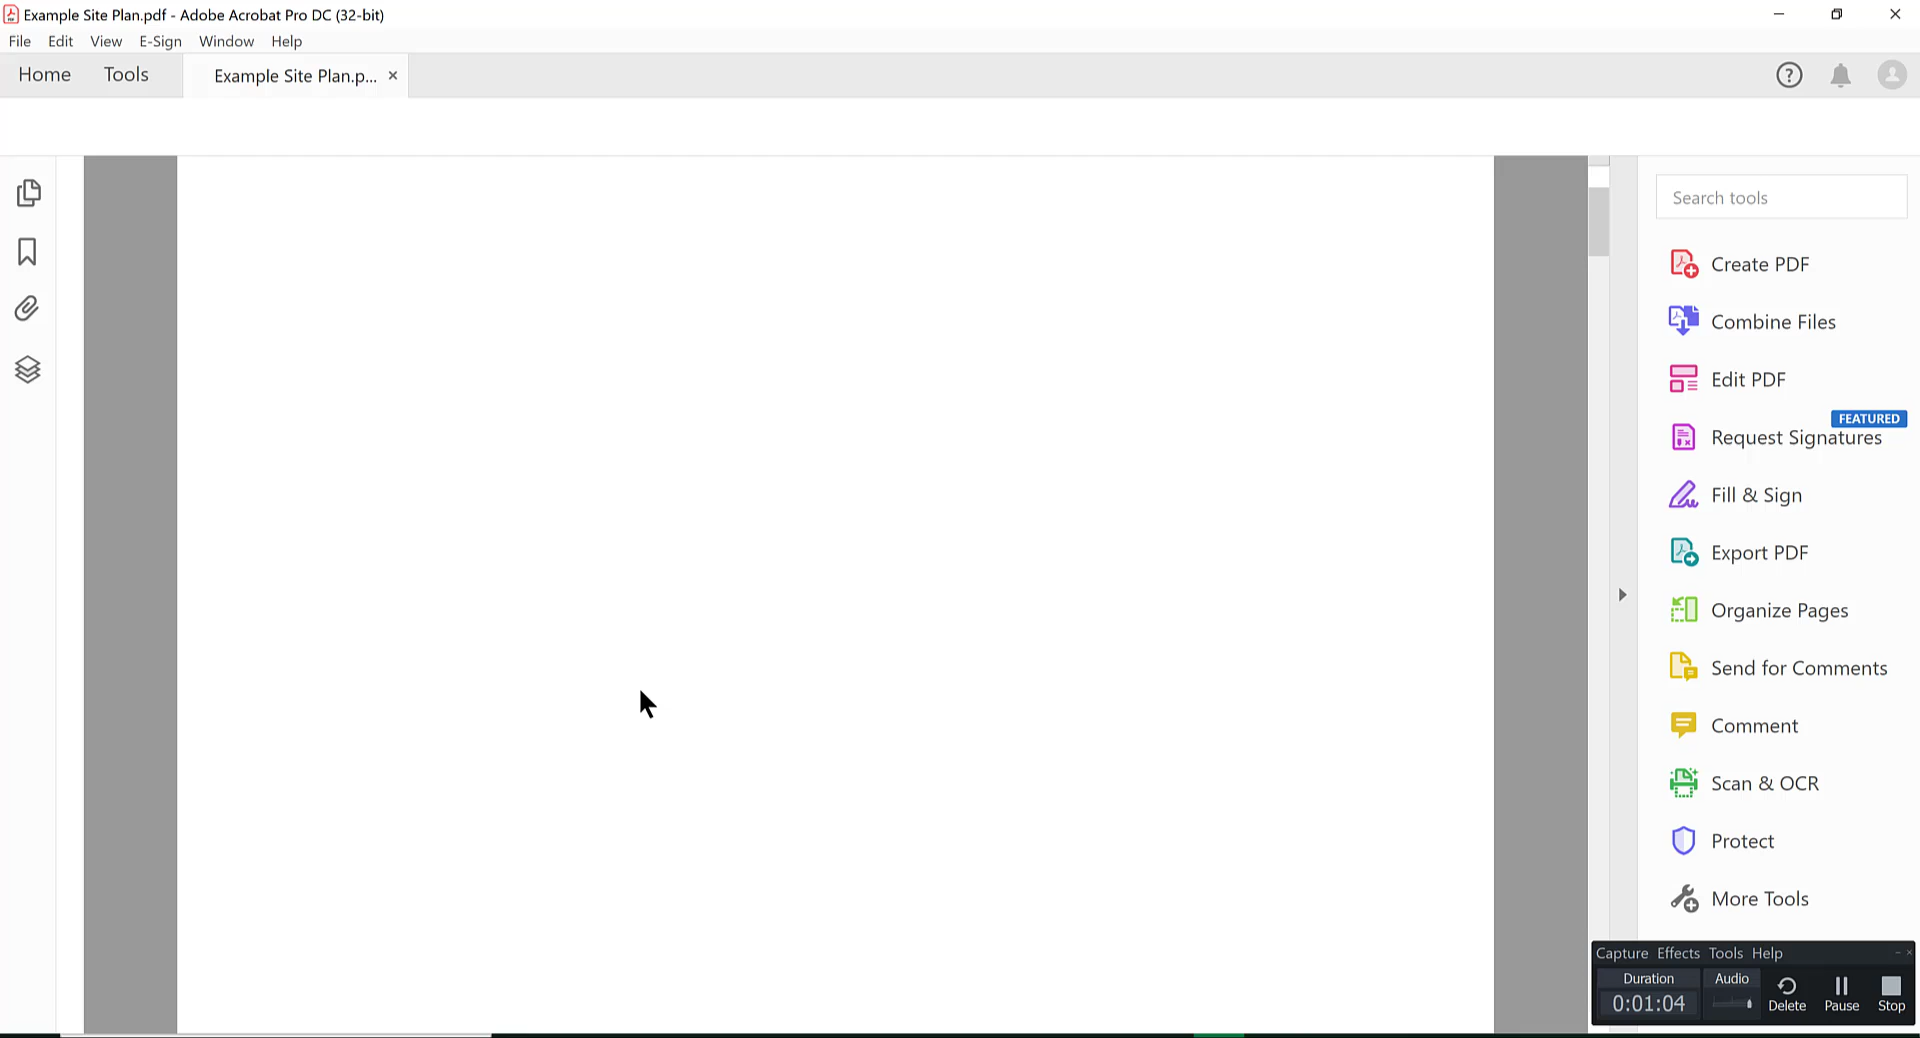 Example Site Plan.pdf - Adobe Acrobat Pro DC (32-bit)
File Edit View E-Sign Window Help
Home Tools Example Site Plan.p... ×
Search tools
Create PDF
Combine Files
Edit PDF
FEATURED
Request Signatures
Fill & Sign
Export PDF
Organize Pages
Send for Comments
Comment
Scan & OCR
Protect
More Tools
Capture Effects Tools Help
Duration Audio
0:01:04 Delete Pause Stop